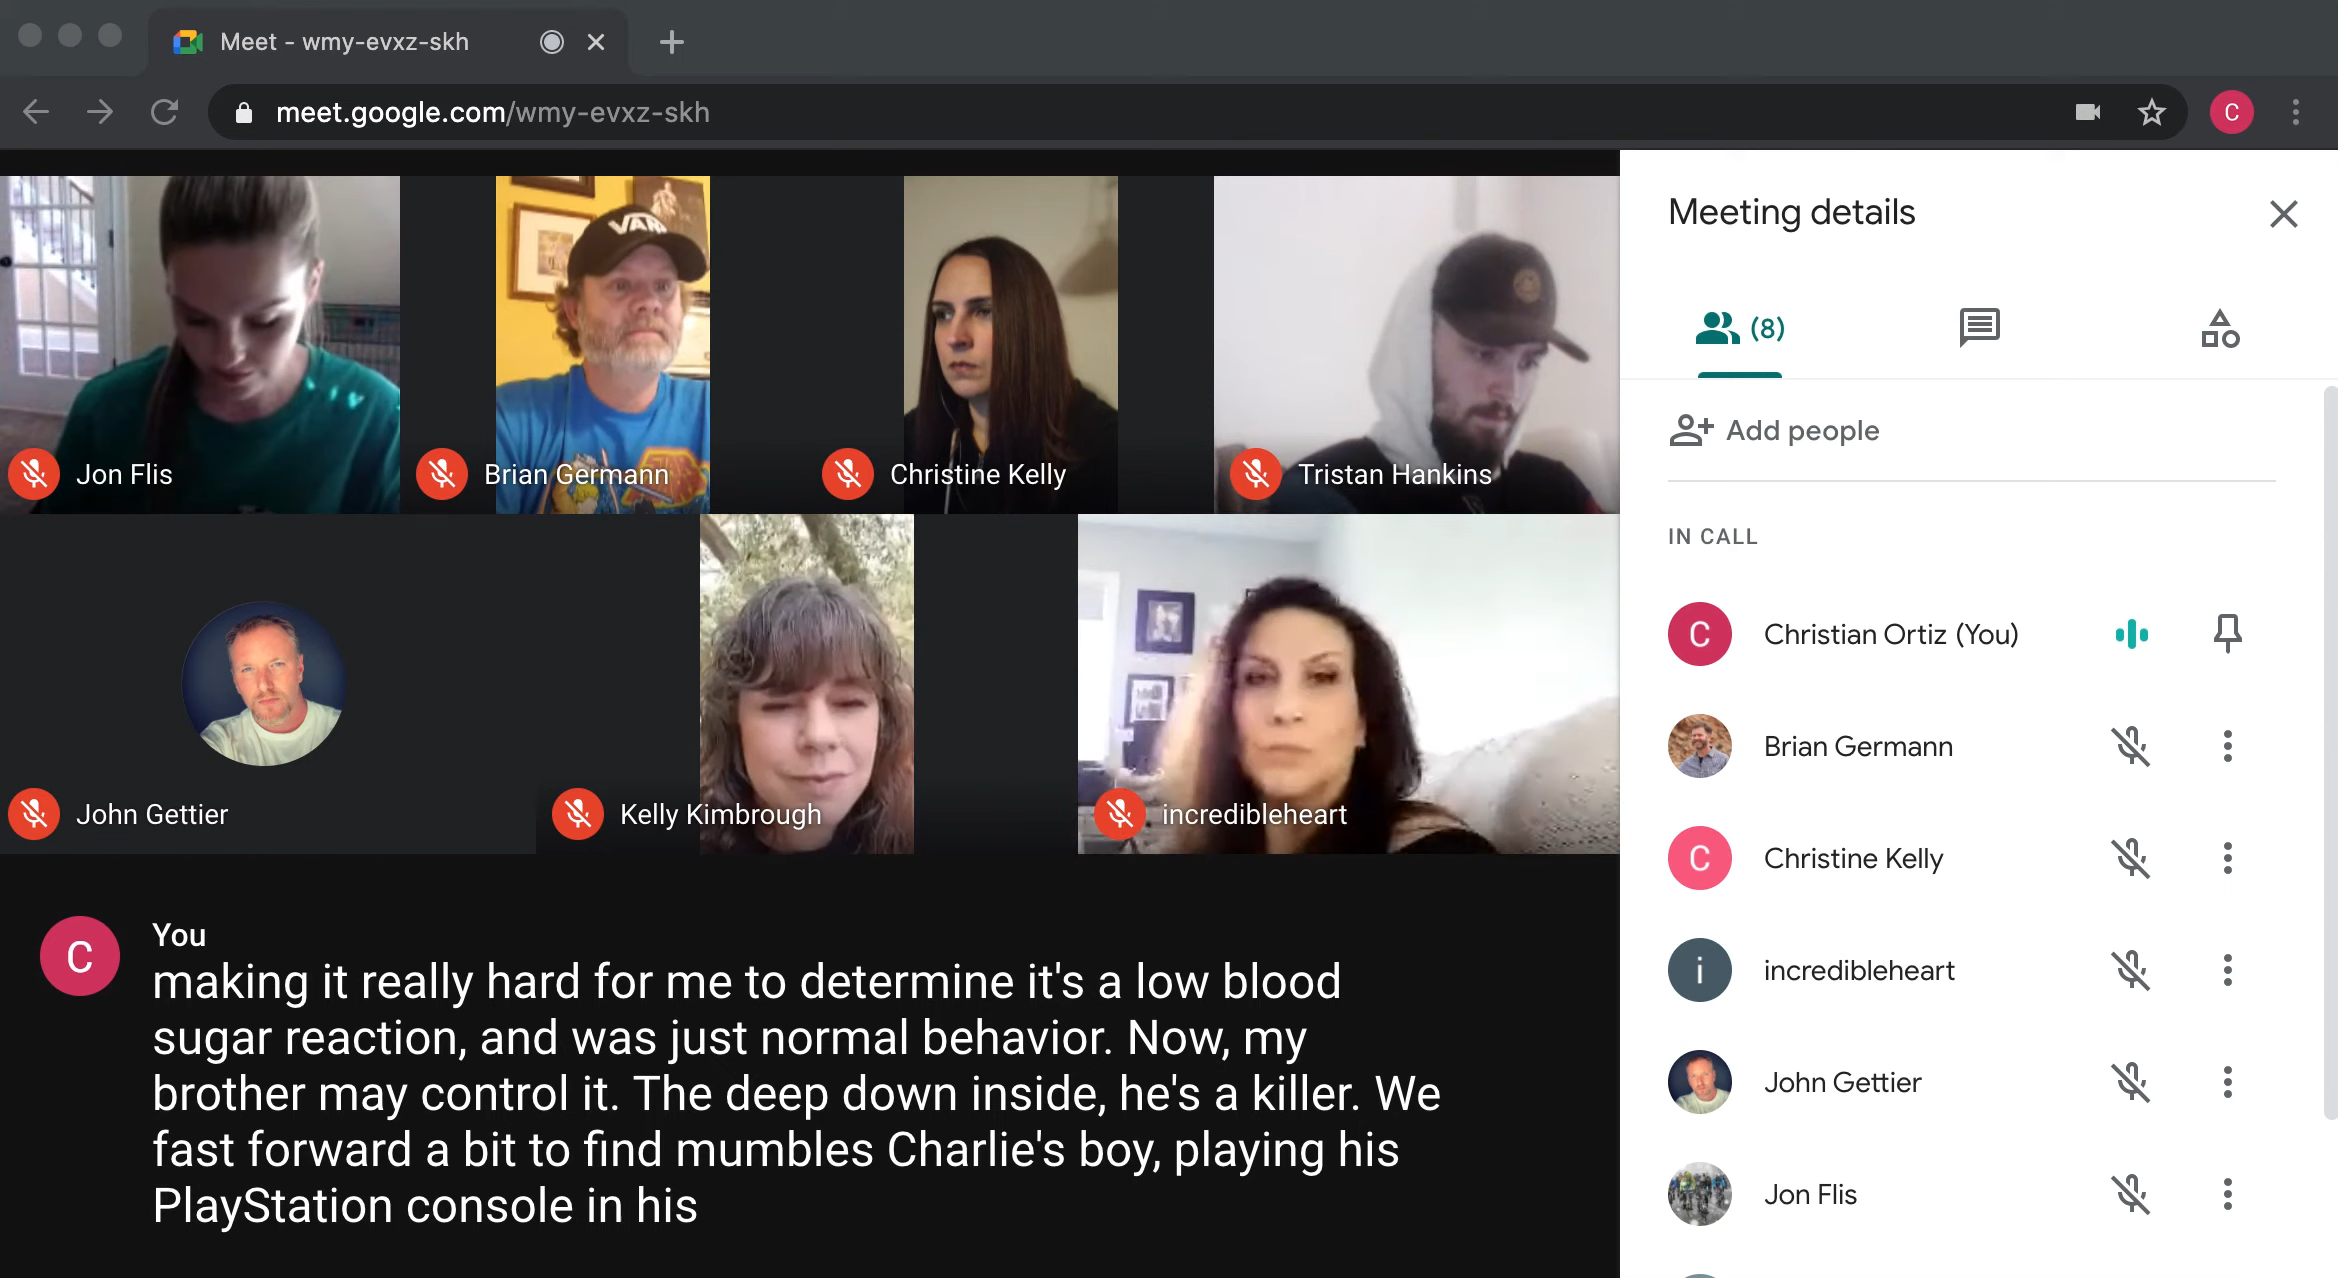 Meet - wmy-evxz-skh
meet.google.com/wmy-evxz-skh
C
VANS
Jon Flis
Brian Germann
Christine Kelly
Tristan Hankins
John Gettier
Kelly Kimbrough
incredibleheart
C
You
making it really hard for me to determine it's a low blood
sugar reaction, and was just normal behavior. Now, my
brother may control it. The deep down inside, he's a killer. We
fast forward a bit to find mumbles Charlie's boy, playing his
PlayStation console in his
Meeting details
(8)
Add people
IN CALL
C
Christian Ortiz (You)
Brian Germann
C
Christine Kelly
i
incredibleheart
John Gettier
Jon Flis